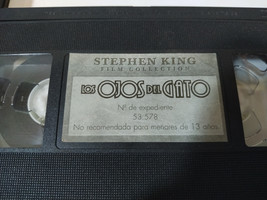 STEPHEN KING
FILM COLLECTION
LOS OJOS DEL GATO
Nº de expediente
53.578
No recomendada para menores de 13 años.